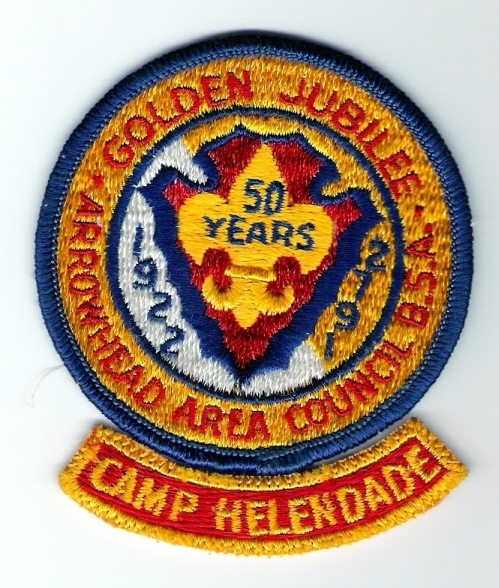 GOLDEN JUBILEE
ARROWHEAD AREA COUNCIL B.S.A.
50
YEARS
1922
1972
CAMP HELENDADE